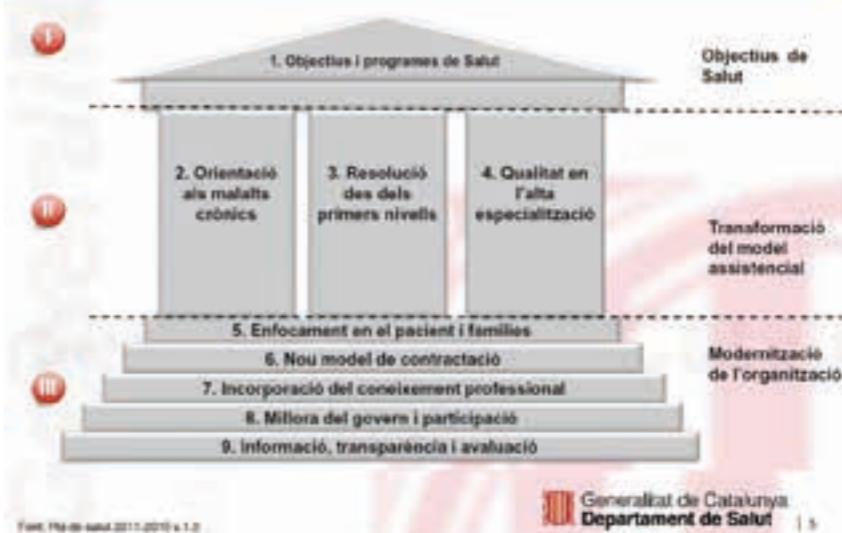 I
1. Objectius i programes de Salut
Objectius de
Salut
II
2. Orientació
als malalts
crònics
3. Resolució
des dels
primers nivells
4. Qualitat en
l'alta
especialització
Transformació
del model
assistencial
III
5. Enfocament en el pacient i famílies
6. Nou model de contractació
7. Incorporació del coneixement professional
8. Millora del govern i participació
9. Informació, transparència i avaluació
Modernització
de l'organització
Generalitat de Catalunya
Departament de Salut | 5